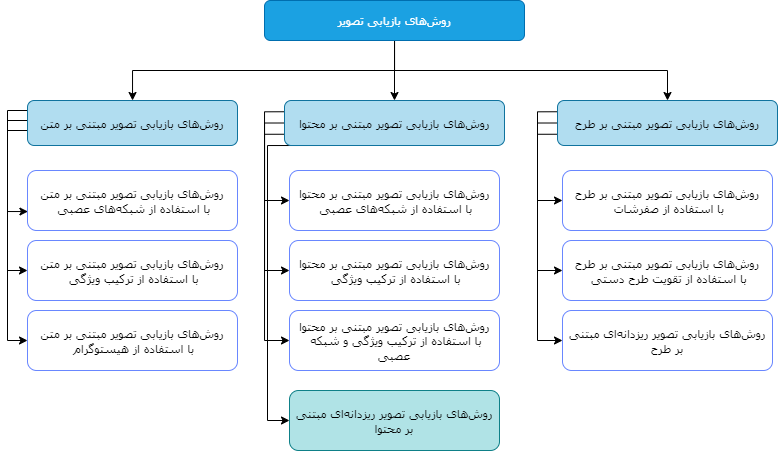 روش‌های بازیابی تصویر
روش‌های بازیابی تصویر مبتنی بر طرح
روش‌های بازیابی تصویر مبتنی بر محتوا
روش‌های بازیابی تصویر مبتنی بر متن
روش‌های بازیابی تصویر مبتنی بر طرح
با استفاده از صفرشات
روش‌های بازیابی تصویر مبتنی بر طرح
با استفاده از تقویت طرح دستی
روش‌های بازیابی تصویر ریزدانه‌ای مبتنی
بر طرح
روش‌های بازیابی تصویر مبتنی بر محتوا
با استفاده از شبکه‌های عصبی
روش‌های بازیابی تصویر مبتنی بر محتوا
با استفاده از ترکیب ویژگی
روش‌های بازیابی تصویر مبتنی بر محتوا
با استفاده از ترکیب ویژگی و شبکه
عصبی
روش‌های بازیابی تصویر ریزدانه‌ای مبتنی
بر محتوا
روش‌های بازیابی تصویر مبتنی بر متن
با استفاده از شبکه‌های عصبی
روش‌های بازیابی تصویر مبتنی بر متن
با استفاده از ترکیب ویژگی
روش‌های بازیابی تصویر مبتنی بر متن
با استفاده از هیستوگرام